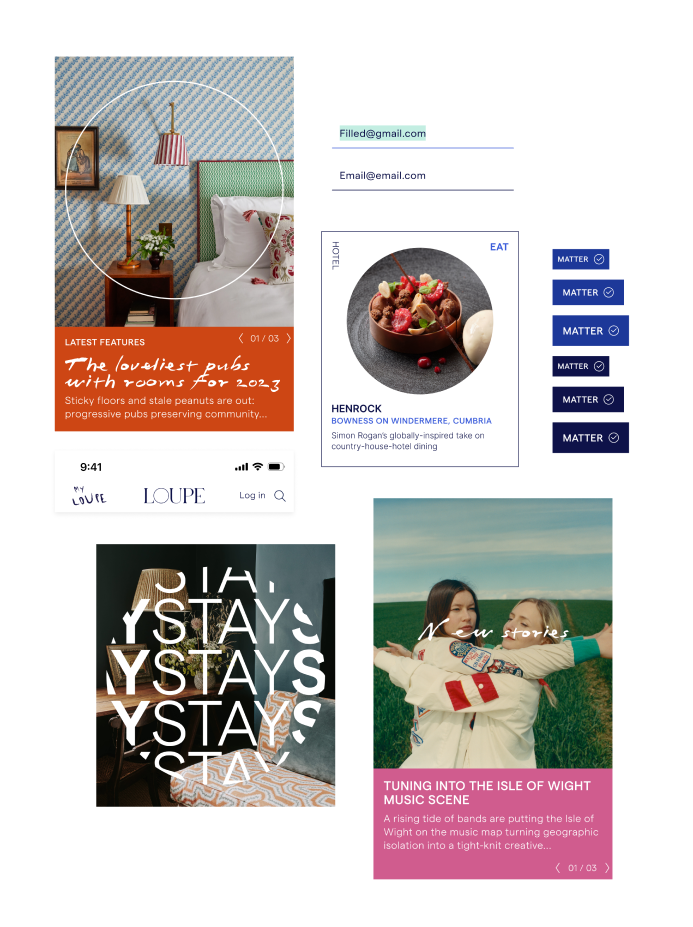 LATEST FEATURES
01 / 03
The loveliest pubs
with rooms for 2023
Sticky floors and stale peanuts are out:
progressive pubs preserving community...
Filled@gmail.com
Email@email.com
HOTEL
EAT
HENROCK
BOWNESS ON WINDERMERE, CUMBRIA
Simon Rogan's globally-inspired take on
country-house-hotel dining
MATTER
MATTER
MATTER
MATTER
MATTER
MATTER
9:41
MY
LOUPE
LOUPE
Log in
STAY
YSTAYS
YSTAYS
YSTAYS
STAY
New stories
TUNING INTO THE ISLE OF WIGHT
MUSIC SCENE
A rising tide of bands are putting the Isle of
Wight on the music map turning geographic
isolation into a tight-knit creative...
01 / 03